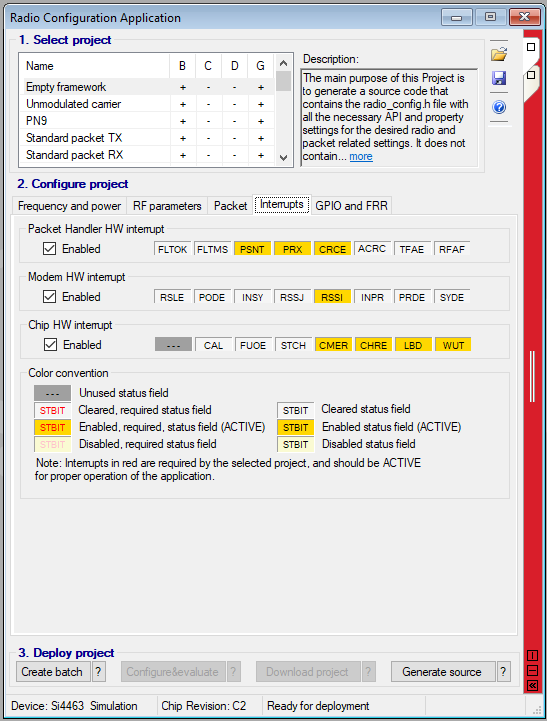 Radio Configuration Application
1. Select project
Name B C D G
Empty framework + - - +
Unmodulated carrier + - - +
PN9 + - - +
Standard packet TX + - - +
Standard packet RX + - - +
Description:
The main purpose of this Project is
to generate a source code that
contains the radio_config.h file with
all the necessary API and property
settings for the desired radio and
packet related settings. It does not
contain... more
2. Configure project
Frequency and power RF parameters Packet Interrupts GPIO and FRR
Packet Handler HW interrupt
Enabled FLTOK FLTMS PSNT PRX CRCE ACRC TFAE RFAF
Modem HW interrupt
Enabled RSLE PODE INSY RSSJ RSSI INPR PRDE SYDE
Chip HW interrupt
Enabled --- CAL FUOE STCH CMER CHRE LBD WUT
Color convention
--- Unused status field
STBIT Cleared, required status field STBIT Cleared status field
STBIT Enabled, required, status field (ACTIVE) STBIT Enabled status field (ACTIVE)
STBIT Disabled, required status field STBIT Disabled status field
Note: Interrupts in red are required by the selected project, and should be ACTIVE
for proper operation of the application.
3. Deploy project
Create batch ? Configure&evaluate ? Download project ? Generate source ?
Device: Si4463 Simulation Chip Revision: C2 Ready for deployment